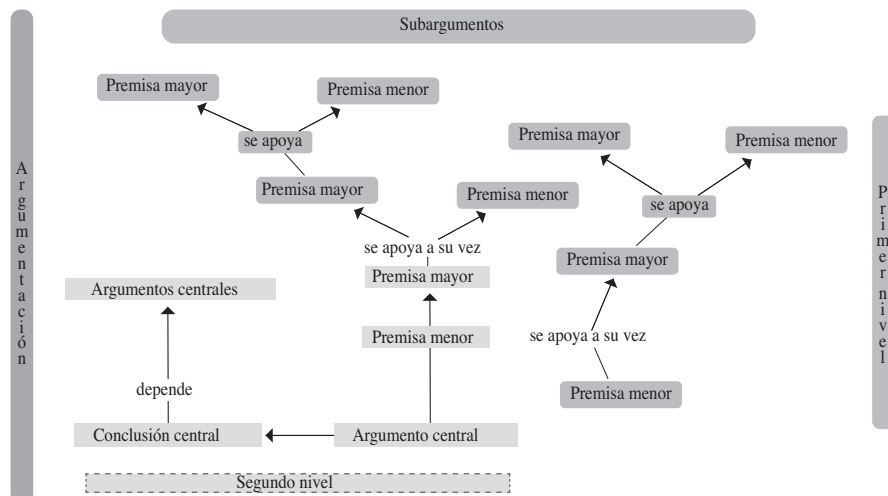 Subargumentos
Argumentación
Primer nivel
Premisa mayor
Premisa menor
se apoya
Premisa mayor
Premisa menor
se apoya a su vez
Premisa mayor
Premisa menor
Argumentos centrales
depende
Conclusión central
Argumento central
Segundo nivel
Premisa mayor
Premisa menor
se apoya
Premisa mayor
se apoya a su vez
Premisa menor